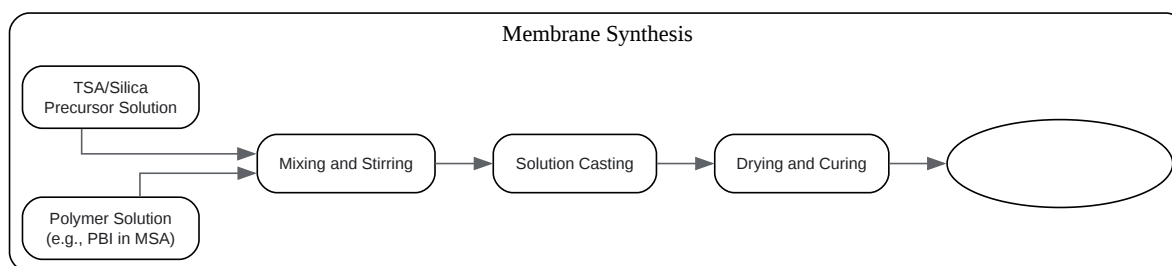 Membrane Synthesis
TSA/Silica
Precursor Solution
Mixing and Stirring
Solution Casting
Drying and Curing
Polymer Solution
(e.g., PBI in MSA)